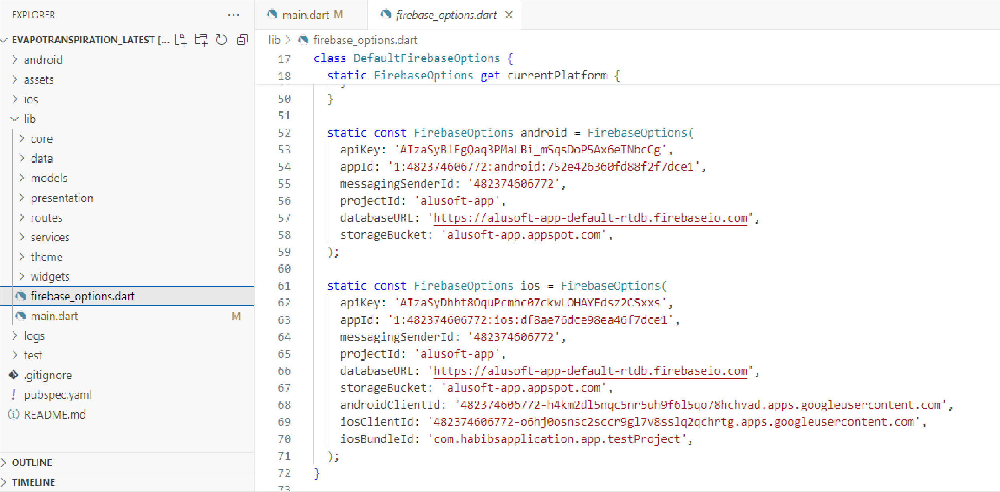 EXPLORER
EVAPOTRANSPIRATION_LATEST [...
android
assets
ios
lib
core
data
models
presentation
routes
services
theme
widgets
firebase_options.dart
main.dart M
logs
test
.gitignore
pubspec.yaml
README.md
OUTLINE
TIMELINE
main.dart M firebase_options.dart
lib > firebase_options.dart
17 class DefaultFirebaseOptions {
18 static FirebaseOptions get currentPlatform {
50 }
51
52 static const FirebaseOptions android = FirebaseOptions(
53 apiKey: 'AIzaSyBlEgQaq3PMaLBi_mSqsDoP5Ax6eTNbcCg',
54 appId: '1:482374606772:android:752e426360fd88f2f7dce1',
55 messagingSenderId: '482374606772',
56 projectId: 'alusoft-app',
57 databaseURL: 'https://alusoft-app-default-rtdb.firebaseio.com',
58 storageBucket: 'alusoft-app.appspot.com',
59 );
60
61 static const FirebaseOptions ios = FirebaseOptions(
62 apiKey: 'AIzaSyDhbt8OquPcmhc07ckwLOHAYFdsz2CSxxs',
63 appId: '1:482374606772:ios:df8ae76dce98ea46f7dce1',
64 messagingSenderId: '482374606772',
65 projectId: 'alusoft-app',
66 databaseURL: 'https://alusoft-app-default-rtdb.firebaseio.com',
67 storageBucket: 'alusoft-app.appspot.com',
68 androidClientId: '482374606772-h4km2dl5nqc5nr5uh9f6l5qo78hchvad.apps.googleusercontent.com',
69 iosClientId: '482374606772-o6hj0osnsc2sccr9gl7v8sslq2qchrtg.apps.googleusercontent.com',
70 iosBundleId: 'com.habibsapplication.app.testProject',
71 );
72 }
73